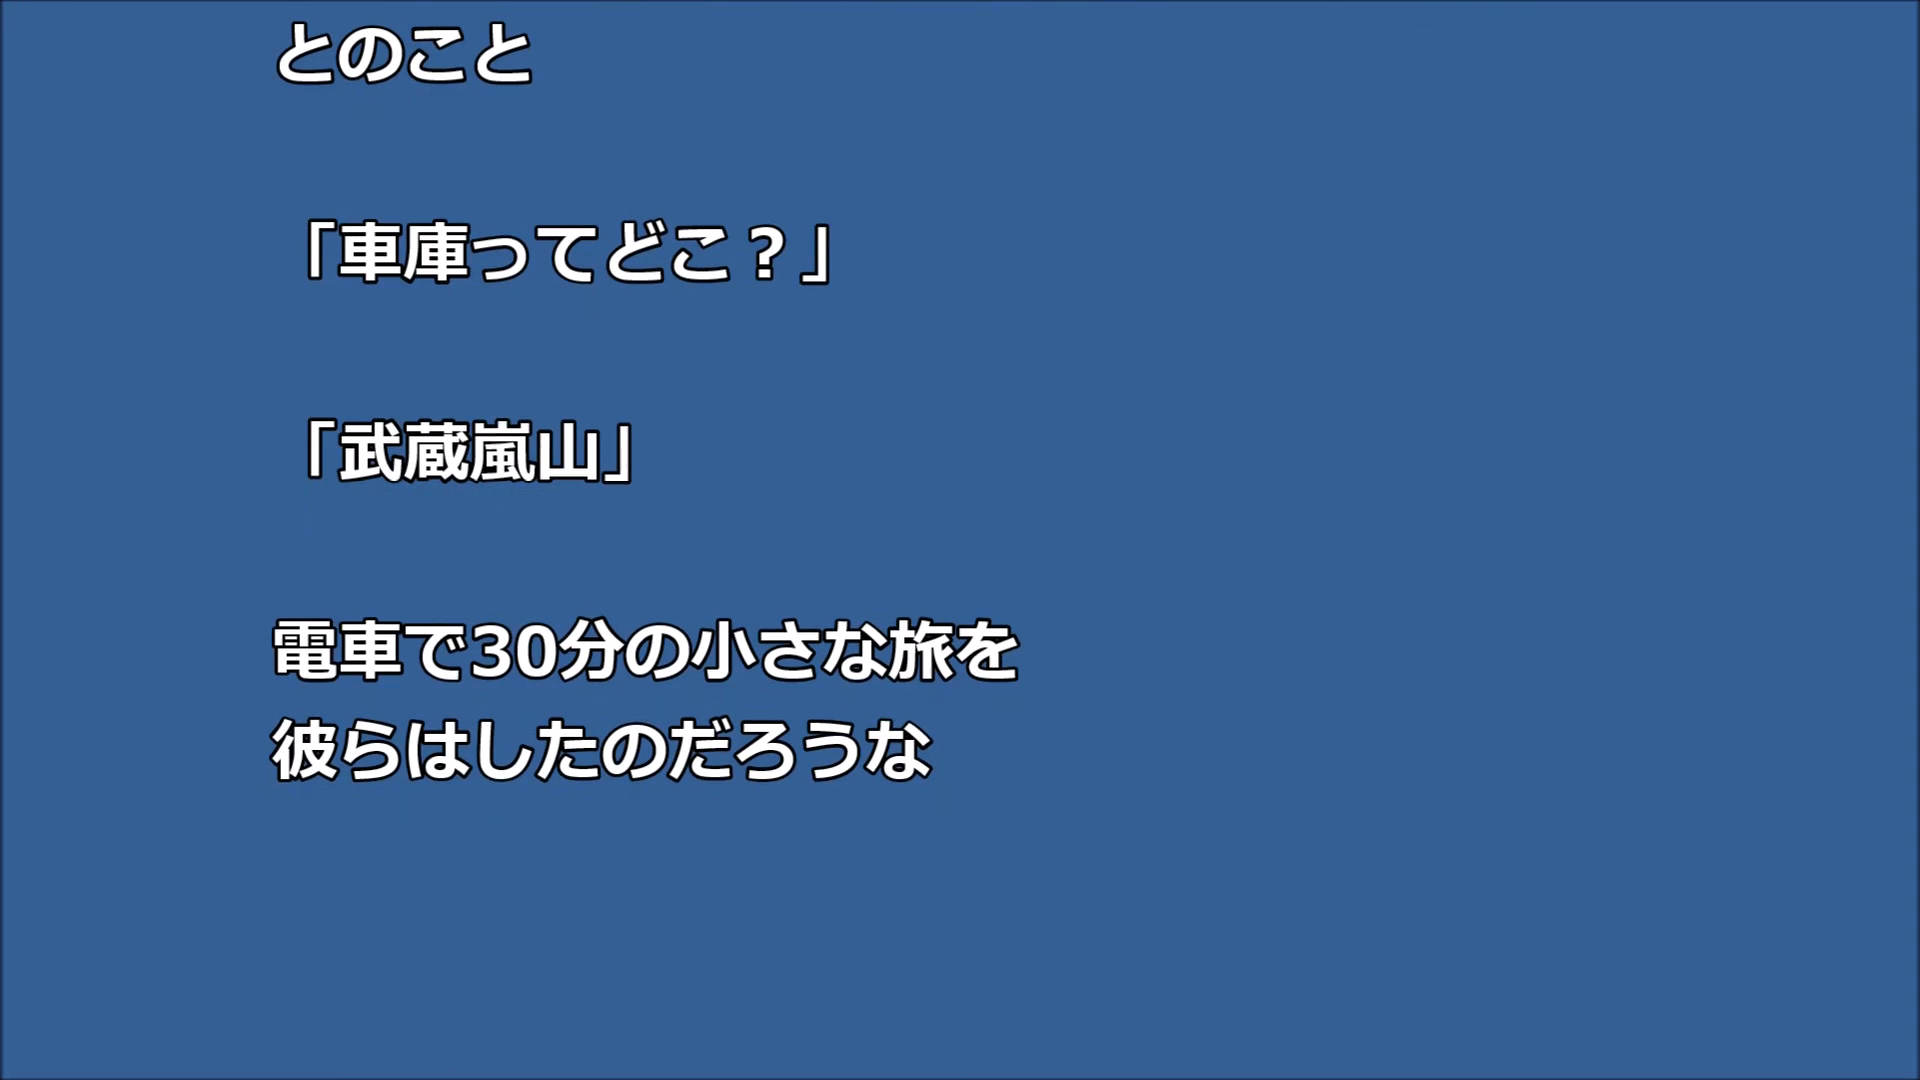 とのこと
「車庫ってどこ？」
「武蔵嵐山」
電車で30分の小さな旅を
彼らはしたのだろうな